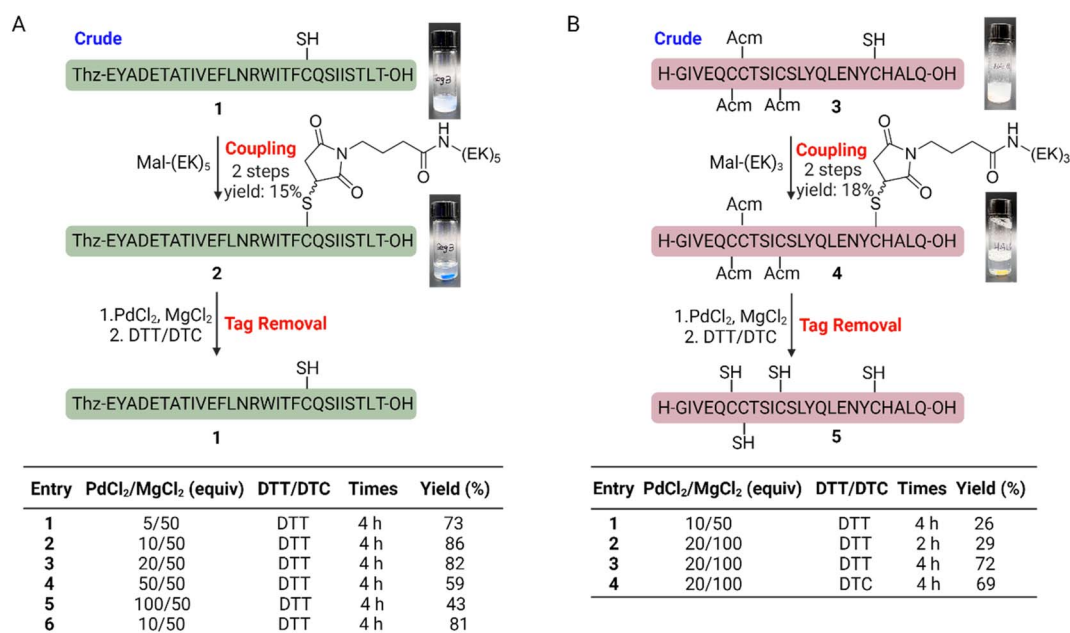 A
Crude
SH
Thz-EYADETATIVEFLNRWITFCQSIISTLT-OH
1
Mal-(EK)5
Coupling
2 steps
yield: 15%
O
N
O
O
H
N
(EK)5
S
Thz-EYADETATIVEFLNRWITFCQSIISTLT-OH
2
1.PdCl2, MgCl2
2. DTT/DTC
Tag Removal
SH
Thz-EYADETATIVEFLNRWITFCQSIISTLT-OH
1
Entry PdCl2/MgCl2 (equiv) DTT/DTC Times Yield (%)
1 5/50 DTT 4 h 73
2 10/50 DTT 4 h 86
3 20/50 DTT 4 h 82
4 50/50 DTT 4 h 59
5 100/50 DTT 4 h 43
6 10/50 DTT 4 h 81
B
Crude
Acm SH
H-GIVEQCCTSICSLYQLENYCHALQ-OH
Acm Acm 3
Mal-(EK)3
Coupling
2 steps
yield: 18%
O
N
O
O
H
N
(EK)3
S
Acm
H-GIVEQCCTSICSLYQLENYCHALQ-OH
Acm Acm 4
1.PdCl2, MgCl2
2. DTT/DTC
Tag Removal
SH SH SH
H-GIVEQCCTSICSLYQLENYCHALQ-OH
SH 5
Entry PdCl2/MgCl2 (equiv) DTT/DTC Times Yield (%)
1 10/50 DTT 4 h 26
2 20/100 DTT 2 h 29
3 20/100 DTT 4 h 72
4 20/100 DTC 4 h 69